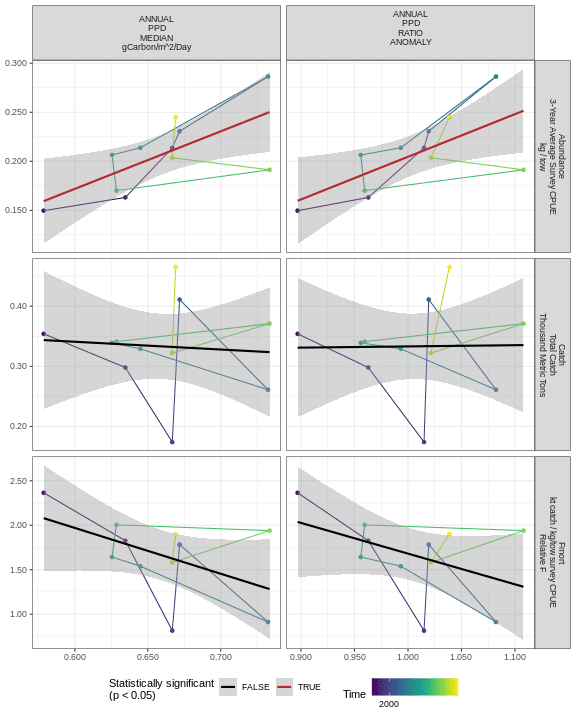 ANNUAL
PPD
MEDIAN
gCarbon/m^2/Day
ANNUAL
PPD
RATIO
ANOMALY
0.300
0.250
0.200
0.150
Abundance
3-Year Average Survey CPUE
kg / tow
0.40
0.30
0.20
Catch
Total Catch
Thousand Metric Tons
2.50
2.00
1.50
1.00
Fmort
kt catch / kg/tow survey CPUE
Relative F
0.600
0.650
0.700
0.900
0.950
1.000
1.050
1.100
Statistically significant
(p < 0.05)
FALSE
TRUE
Time
2000